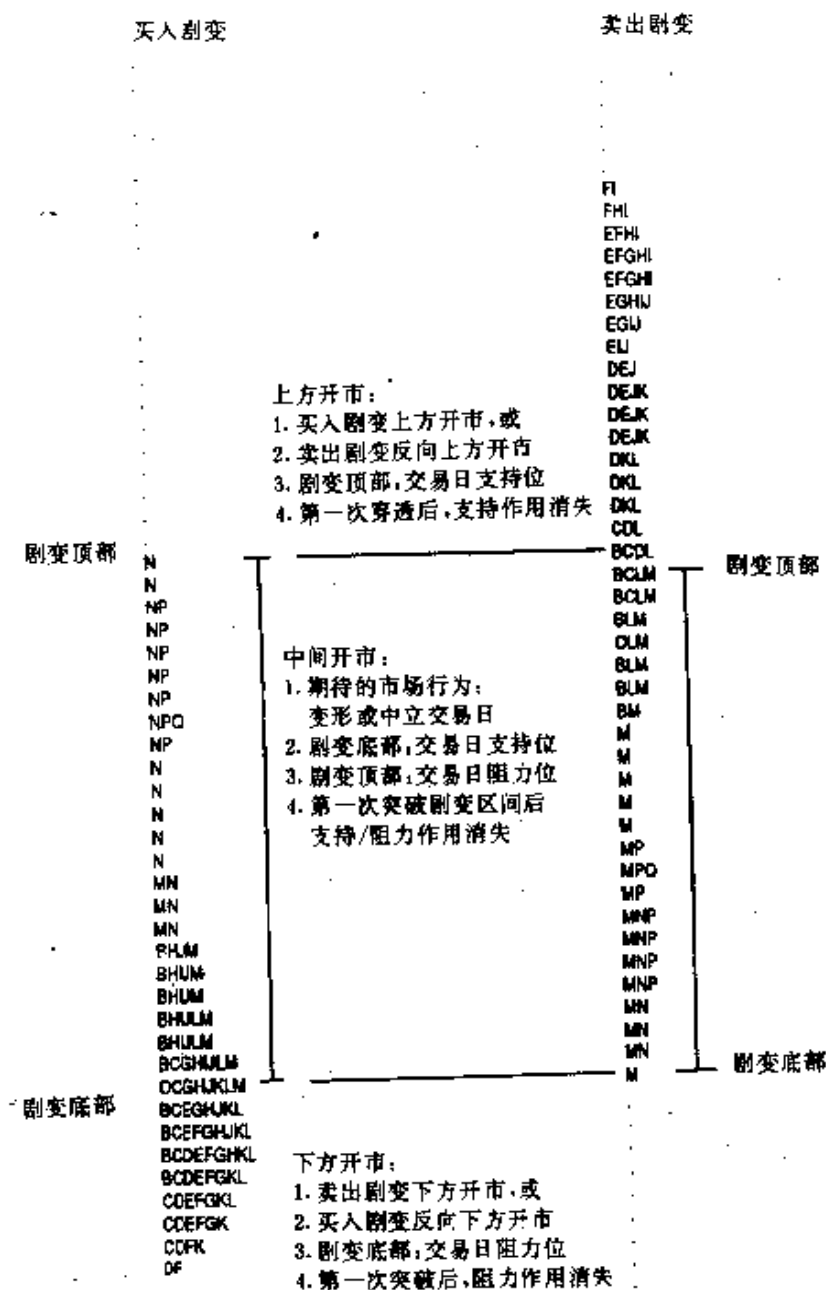 买入剧变
卖出剧变
FI
FHI
EFHI
EFGHI
EFGHI
EGHIJ
EGIJ
EIJ
DEJ
DEJK
DEJK
DEJK
DKL
DKL
DKL
CDL
BCDL
BCLM
BCLM
BLM
CLM
BLM
BLM
BM
M
M
M
M
M
MP
MPQ
MP
MNP
MNP
MNP
MNP
MN
MN
MN
M
剧变顶部
剧变底部
上方开市：
1. 买入剧变上方开市，或
2. 卖出剧变反向上方开市
3. 剧变顶部，交易日支持位
4. 第一次穿透后，支持作用消失
中间开市：
1. 期待的市场行为：
变形或中立交易日
2. 剧变底部：交易日支持位
3. 剧变顶部：交易日阻力位
4. 第一次突破剧变区间后
支持/阻力作用消失
下方开市：
1. 卖出剧变下方开市，或
2. 买入剧变反向下方开市
3. 剧变底部：交易日阻力位
4. 第一次突破后，阻力作用消失
剧变顶部
剧变底部
N
N
NP
NP
NP
NP
NP
NPQ
NP
N
N
N
N
N
MN
MN
MN
BHJM
BHIJM
BHIJM
BHIJLM
BHIJLM
BCGHIJLM
BCGHJKLM
BCEGHJKL
BCEFGHJKL
BCDEFGHKL
BCDEFGKL
CDEFGKL
CDEFGK
CDFK
DF